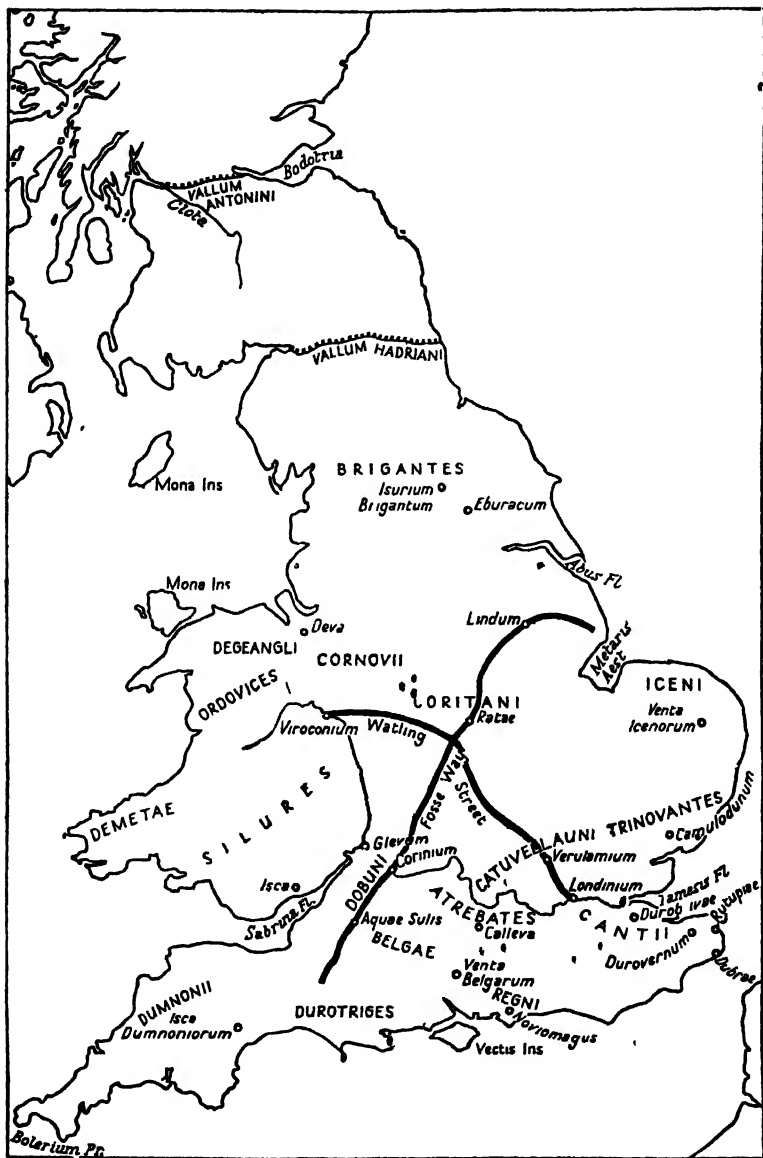 Bodotria
VALLUM
ANTONINI
Clota
VALLUM HADRIANI
BRIGANTES
Isurium
Brigantum
Eburacum
Mona Ins
Abus Fl
Mona Ins
Deva
Lindum
Metaris
Aest
DEGEANGLI
CORNOVII
ORDOVICES
CORITANI
ICENI
Venta
Icenorum
Ratae
Viroconium
Watling
Street
Fosse Way
DEMETAE
SILURES
TRINOVANTES
Camulodunum
CATUVELLAUNI
Verulamium
Glevum
Corinium
DOBUNI
Londinium
Tamesis Fl
Isca
Sabrina Fl.
ATREBATES
Calleva
CANTII
Rutupiae
Aquae Sulis
BELGAE
Durovernum
Dubrae
Venta
Belgarum
DUMNONII
Isca
Dumnoniorum
DUROTRIGES
REGNI
Noviomagus
Vectis Ins
Bolerium Pr.